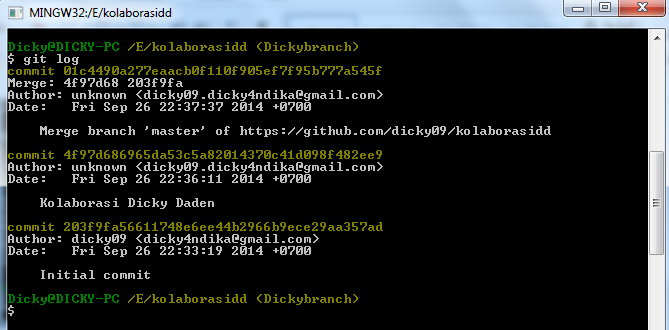 MINGW32:/E/kolaborasidd
Dicky@DICKY-PC /E/kolaborasidd (Dickybranch)
$ git log
commit 01c4490a277eaacb0f110f905ef7f95b777a545f
Merge: 4f97d68 203f9fa
Author: unknown <dicky09.dicky4ndika@gmail.com>
Date:   Fri Sep 26 22:37:37 2014 +0700
    Merge branch 'master' of https://github.com/dicky09/kolaborasidd
commit 4f97d686965da53c5a82014370c41d098f482ee9
Author: unknown <dicky09.dicky4ndika@gmail.com>
Date:   Fri Sep 26 22:36:11 2014 +0700
    Kolaborasi Dicky Daden
commit 203f9fa56611748e6ee44b2966b9ece29aa357ad
Author: dicky09 <dicky4ndika@gmail.com>
Date:   Fri Sep 26 22:33:19 2014 +0700
    Initial commit
Dicky@DICKY-PC /E/kolaborasidd (Dickybranch)
$